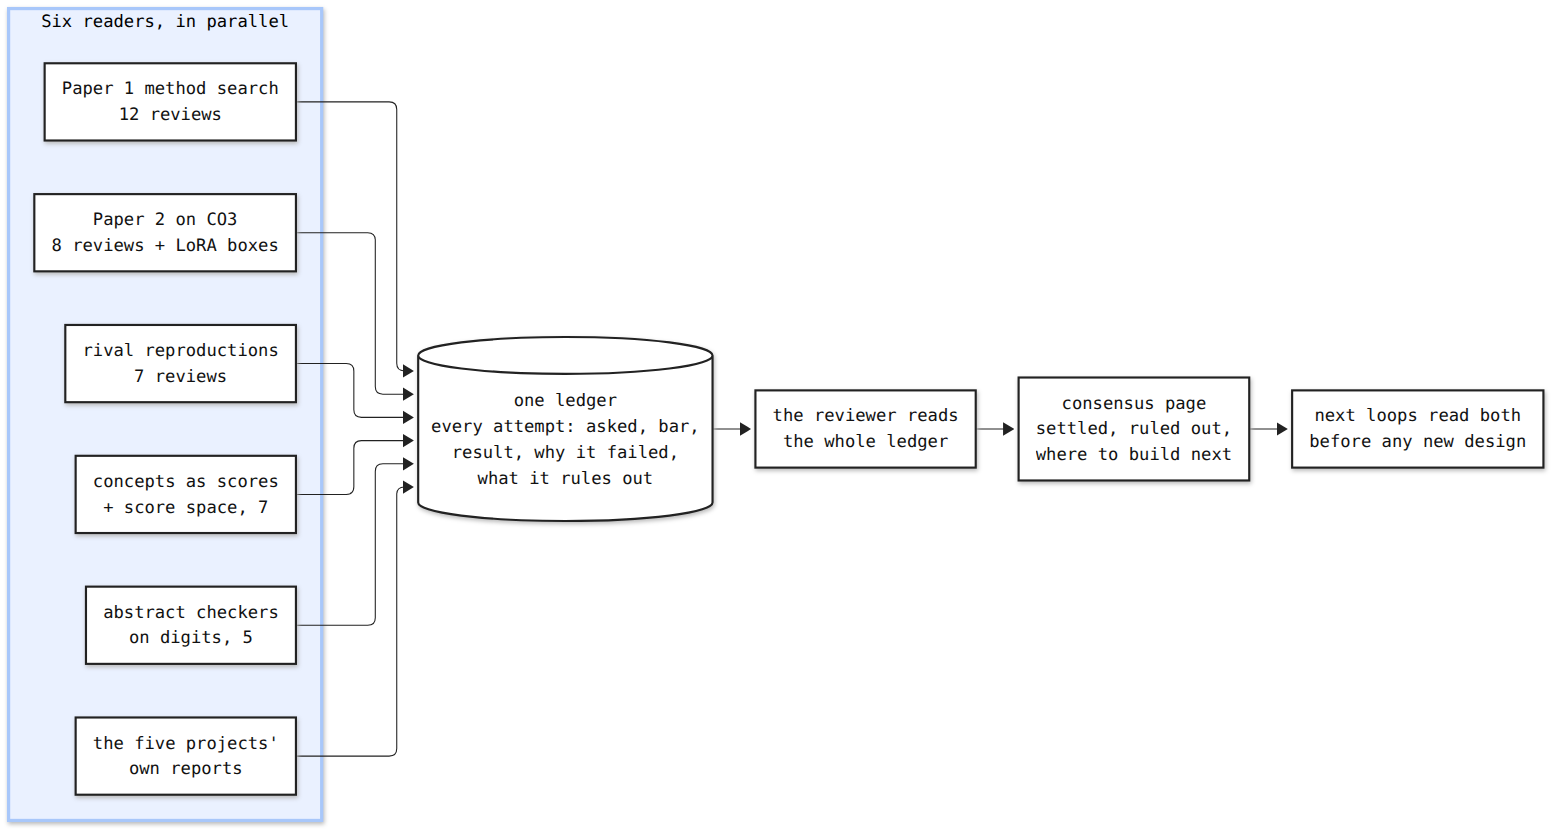 Six readers, in parallel
Paper 1 method search
12 reviews
Paper 2 on CO3
8 reviews + LoRA boxes
rival reproductions
7 reviews
concepts as scores
+ score space, 7
abstract checkers
on digits, 5
the five projects'
own reports
one ledger
every attempt: asked, bar,
result, why it failed,
what it rules out
the reviewer reads
the whole ledger
consensus page
settled, ruled out,
where to build next
next loops read both
before any new design